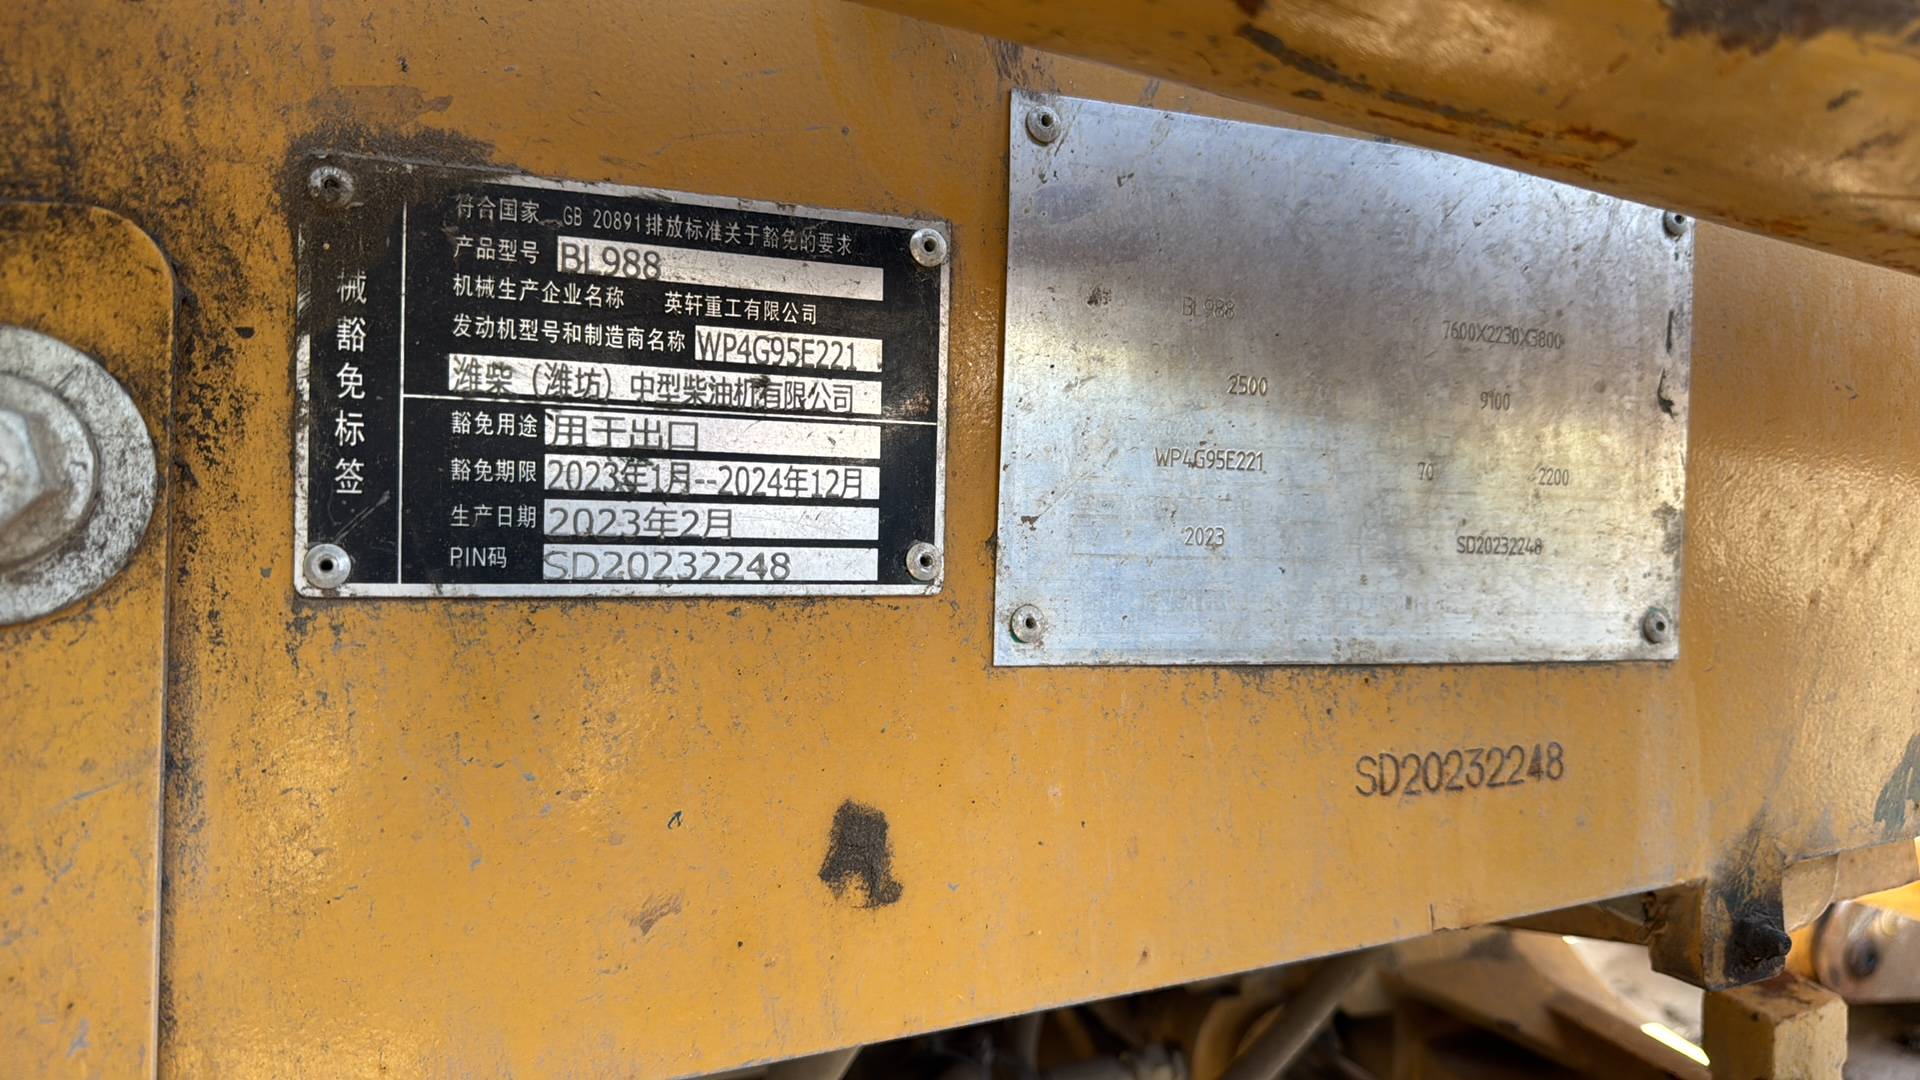 械豁免标签
符合国家 GB 20891排放标准关于豁免的要求
产品型号 BL988
机械生产企业名称 英轩重工有限公司
发动机型号和制造商名称 WP4G95E221,
潍柴（潍坊）中型柴油机有限公司
豁免用途 用于出口
豁免期限 2023年1月--2024年12月
生产日期 2023年2月
PIN码 SD20232248
BL988 7600X2230X3800
2500 9100
WP4G95E221 70 2200
2023 SD20232248
SD20232248